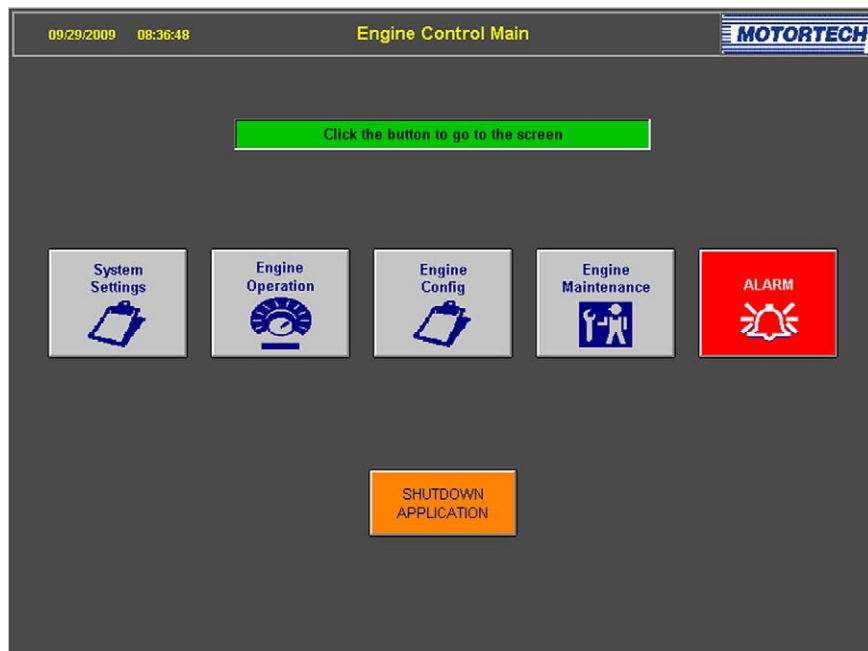 09/29/2009 08:36:48 Engine Control Main MOTORTECH
Click the button to go to the screen
System
Settings
Engine
Operation
Engine
Config
Engine
Maintenance
ALARM
SHUTDOWN
APPLICATION